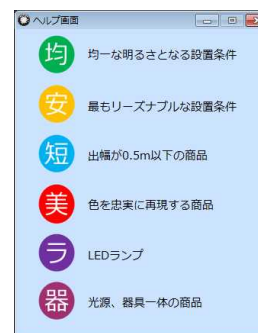 ヘルプ画面
均 均一な明るさとなる設置条件
安 最もリーズナブルな設置条件
短 出幅が0.5m以下の商品
美 色を忠実に再現する商品
ラ LEDランプ
器 光源、器具一体の商品